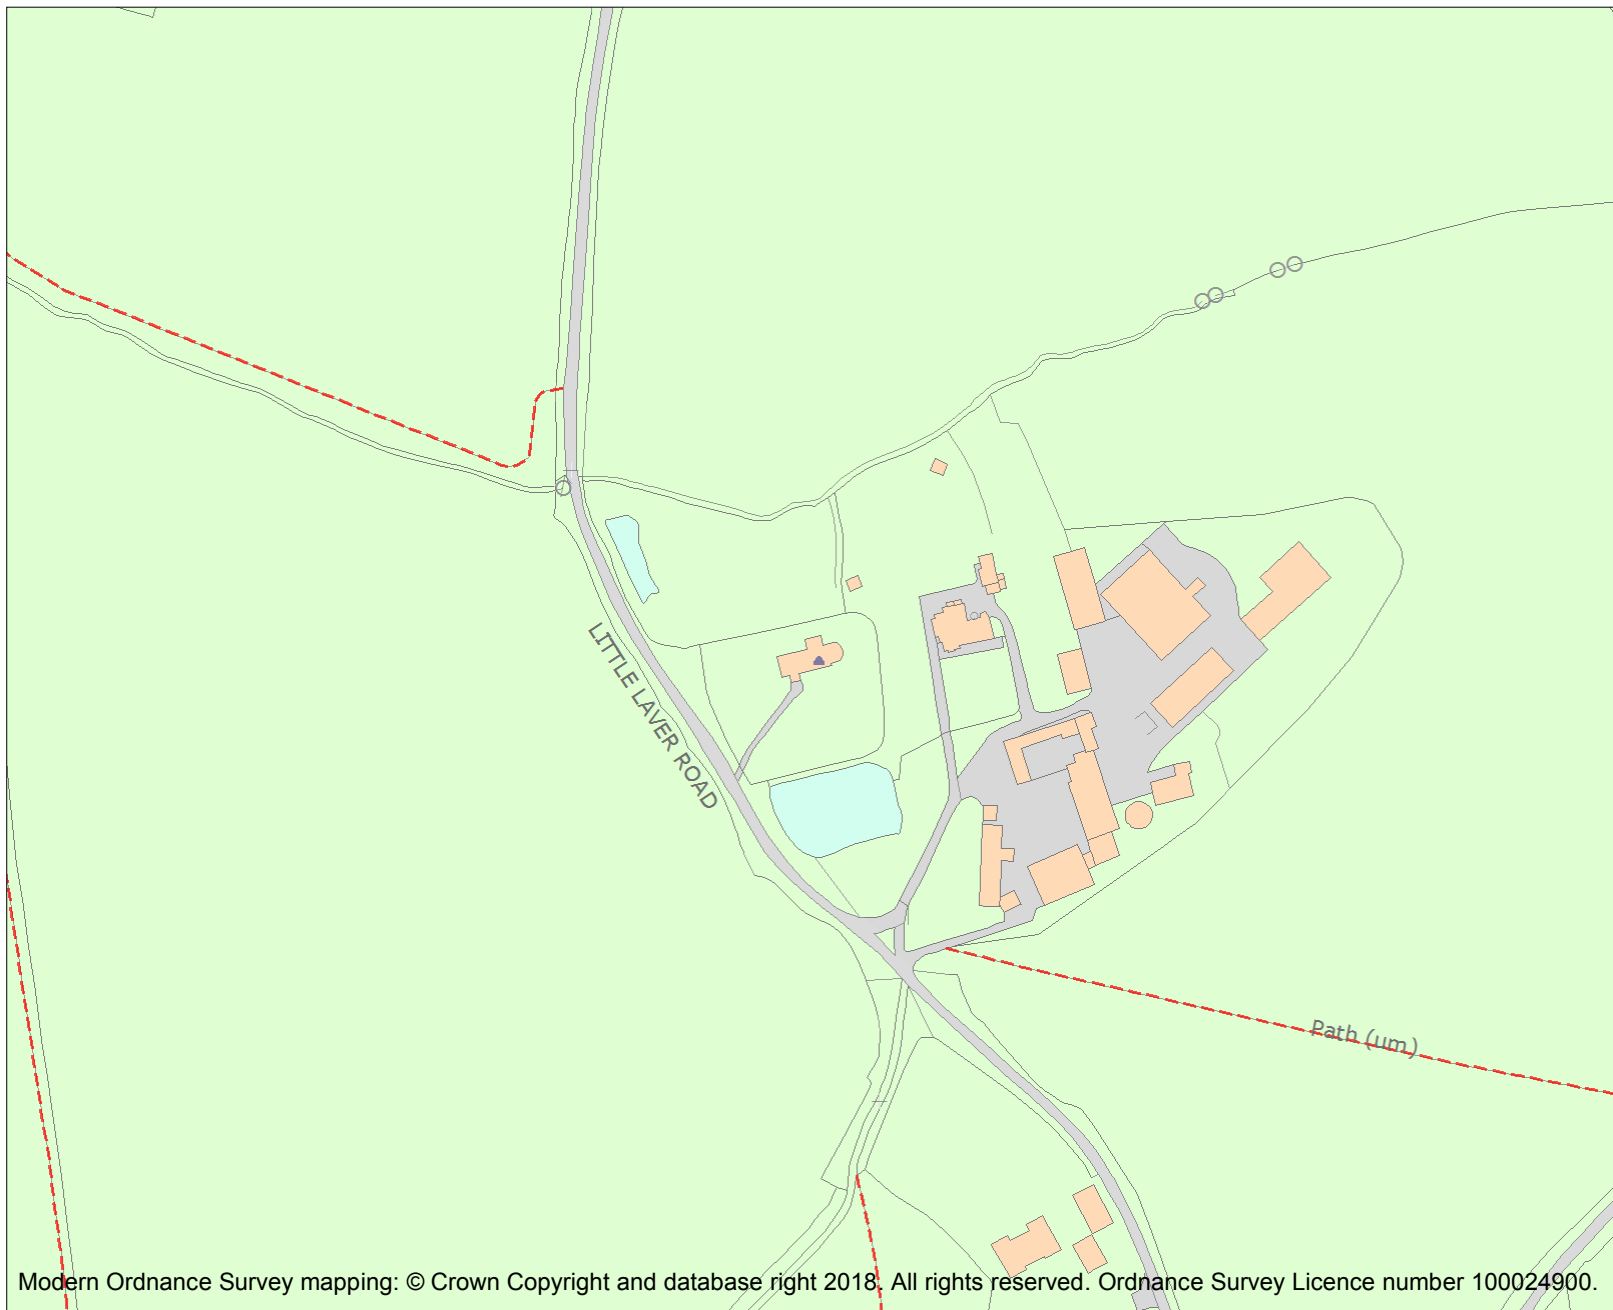 LITTLE LAVER ROAD
Path (um)
Modern Ordnance Survey mapping: © Crown Copyright and database right 2018. All rights reserved. Ordnance Survey Licence number 100024900.